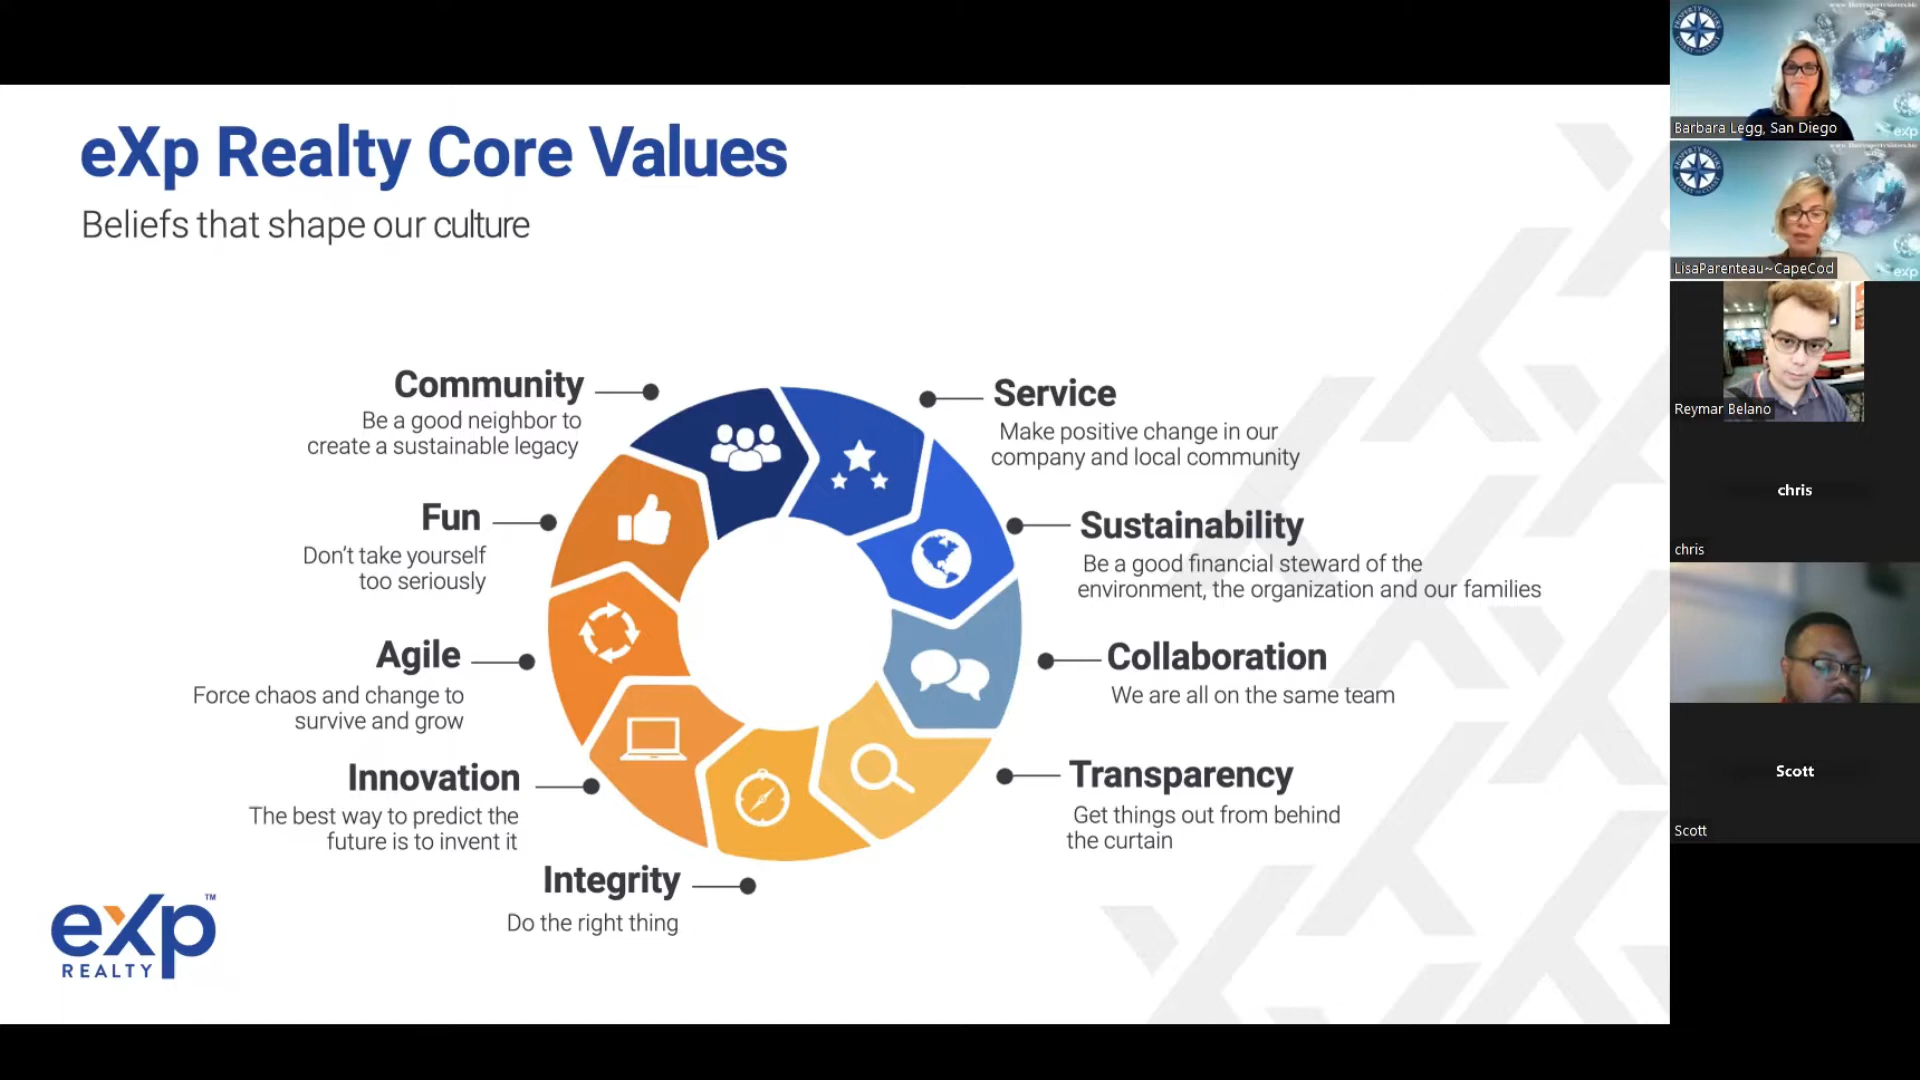 eXp Realty Core Values
Beliefs that shape our culture
Community
Be a good neighbor to
create a sustainable legacy
Fun
Don’t take yourself
too seriously
Agile
Force chaos and change to
survive and grow
Innovation
The best way to predict the
future is to invent it
Integrity
Do the right thing
Service
Make positive change in our
company and local community
Sustainability
Be a good financial steward of the
environment, the organization and our families
Collaboration
We are all on the same team
Transparency
Get things out from behind
the curtain
eXp™
REALTY
Barbara Legg, San Diego
eXp
LisaParenteau~CapeCod
eXp
Reymar Belano
chris
chris
Scott
Scott